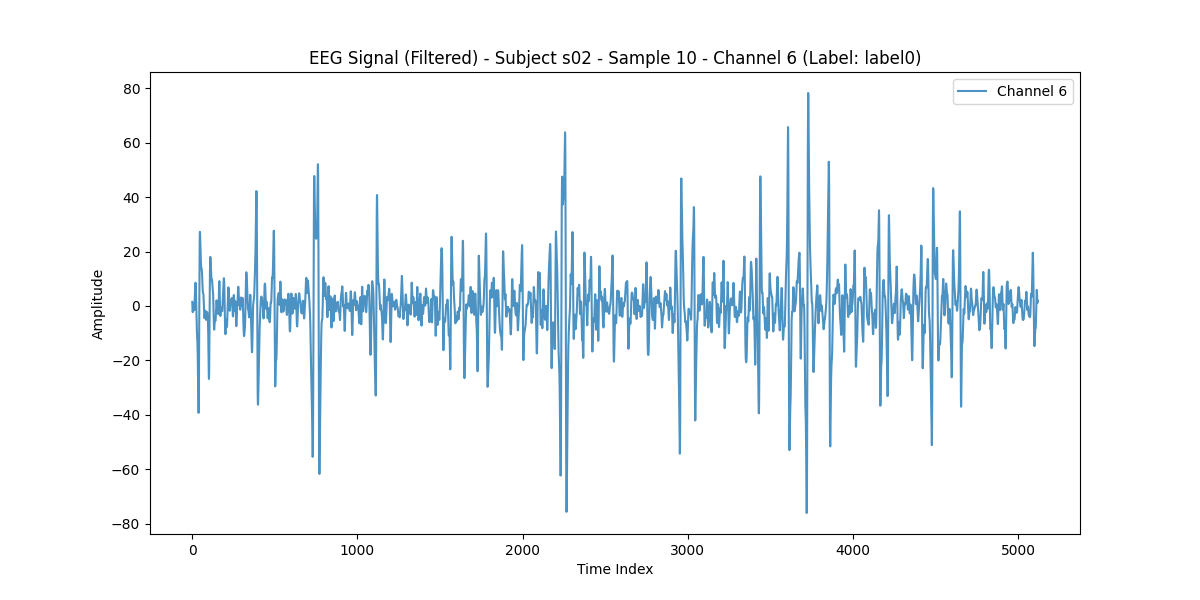 EEG Signal (Filtered) - Subject s02 - Sample 10 - Channel 6 (Label: label0)
Channel 6
80
60
40
20
0
−20
−40
−60
−80
Amplitude
0 1000 2000 3000 4000 5000
Time Index